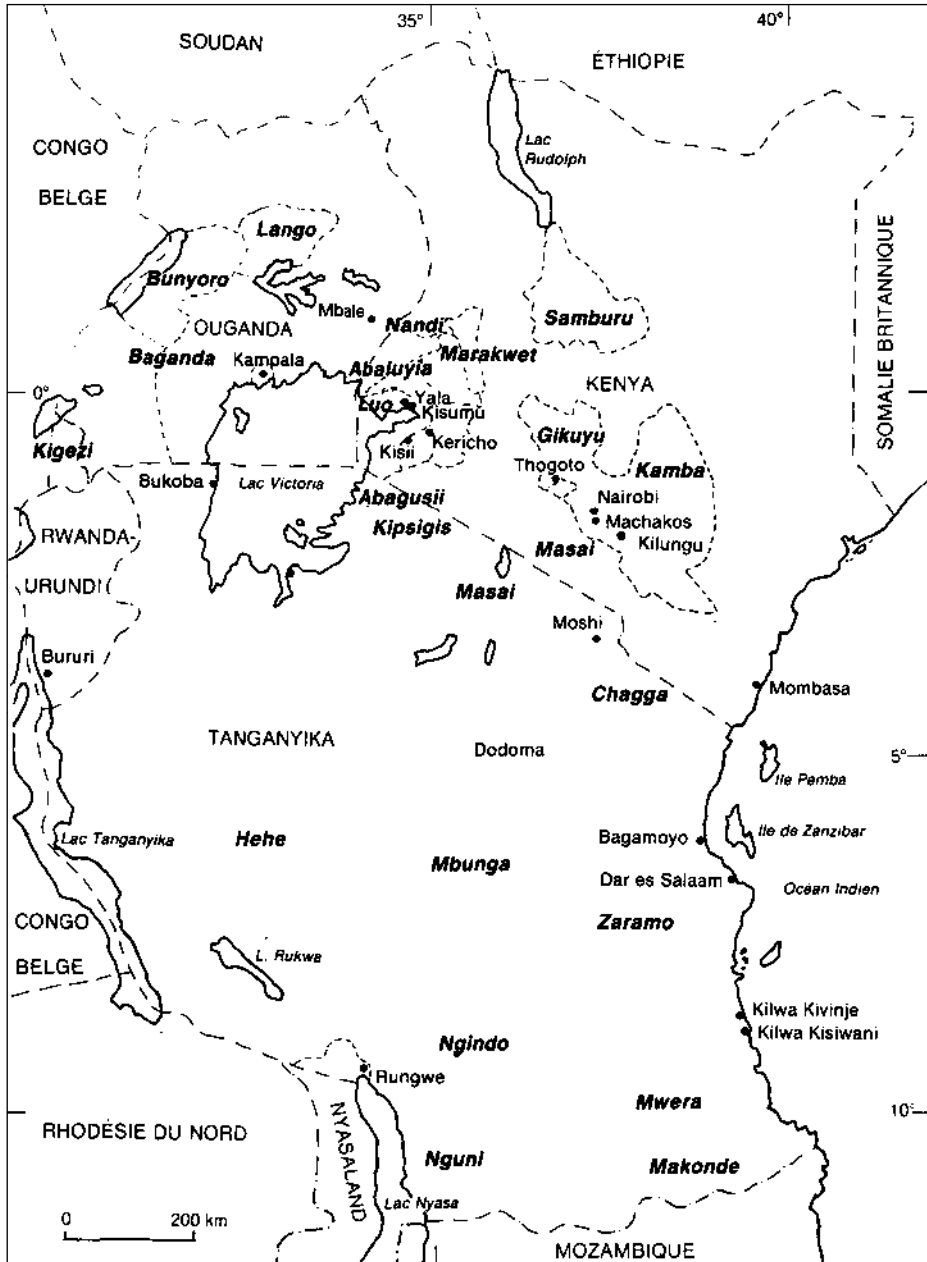 35°
40°
SOUDAN
ÉTHIOPIE
CONGO
BELGE
Lac
Rudolph
Lango
Bunyoro
Mbale
OUGANDA
Nandi
Samburu
Baganda
Marakwet
Kampala
Abaluyia
KENYA
SOMALIE BRITANNIQUE
0°
Luo
Yala
Kisumu
Kigezi
Kisii
Kericho
Gikuyu
Kamba
Thogoto
Bukoba
Lac Victoria
Abagusii
Nairobi
Kipsigis
Machakos
RWANDA-
URUNDI
Masai
Kilungu
Masai
Moshi
Bururi
Chagga
Mombasa
TANGANYIKA
Dodoma
5°
Ile Pemba
Lac Tanganyika
Hehe
Bagamoyo
Ile de Zanzibar
Mbunga
Dar es Salaam
Océan Indien
Zaramo
CONGO
BELGE
L. Rukwa
Kilwa Kivinje
Kilwa Kisiwani
Ngindo
Rungwe
Mwera
10°
RHODÉSIE DU NORD
NYASALAND
Nguni
Makonde
Lac Nyasa
0 200 km
MOZAMBIQUE